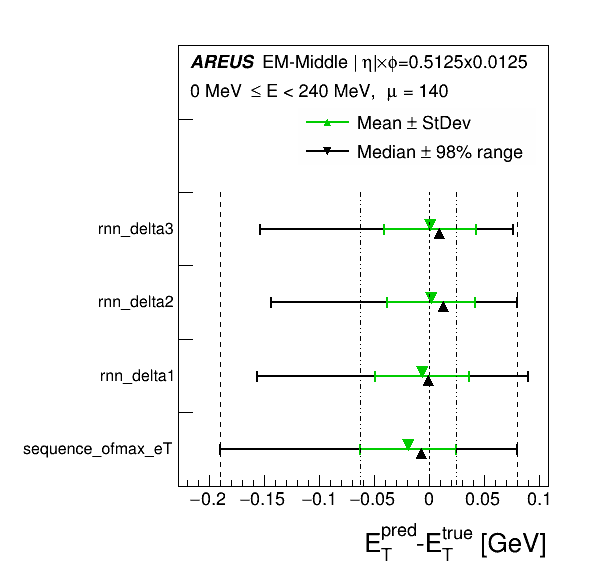 AREUS EM-Middle | η|×ϕ=0.5125x0.0125
0 MeV ≤ E < 240 MeV, μ = 140
Mean ± StDev
Median ± 98% range
rnn_delta3
rnn_delta2
rnn_delta1
sequence_ofmax_eT
−0.2 −0.15 −0.1 −0.05 0 0.05 0.1
E_T^pred-E_T^true [GeV]